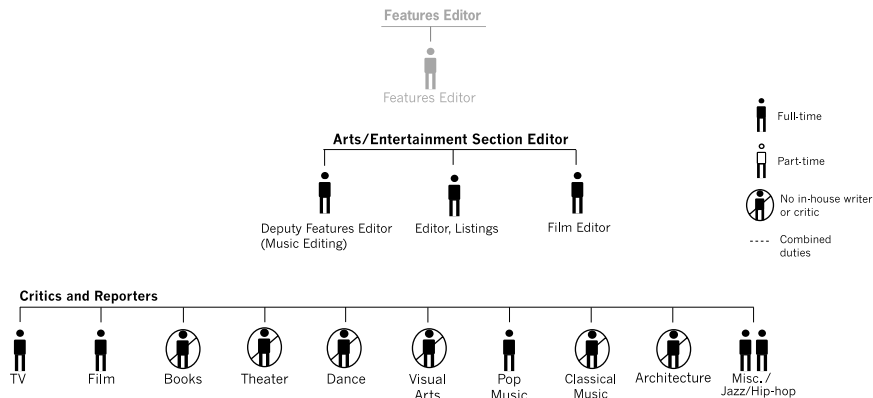 Features Editor
Features Editor
Arts/Entertainment Section Editor
Deputy Features Editor
(Music Editing)
Editor, Listings
Film Editor
Full-time
Part-time
No in-house writer
or critic
Combined
duties
Critics and Reporters
TV
Film
Books
Theater
Dance
Visual
Arts
Pop
Music
Classical
Music
Architecture
Misc./
Jazz/Hip-hop